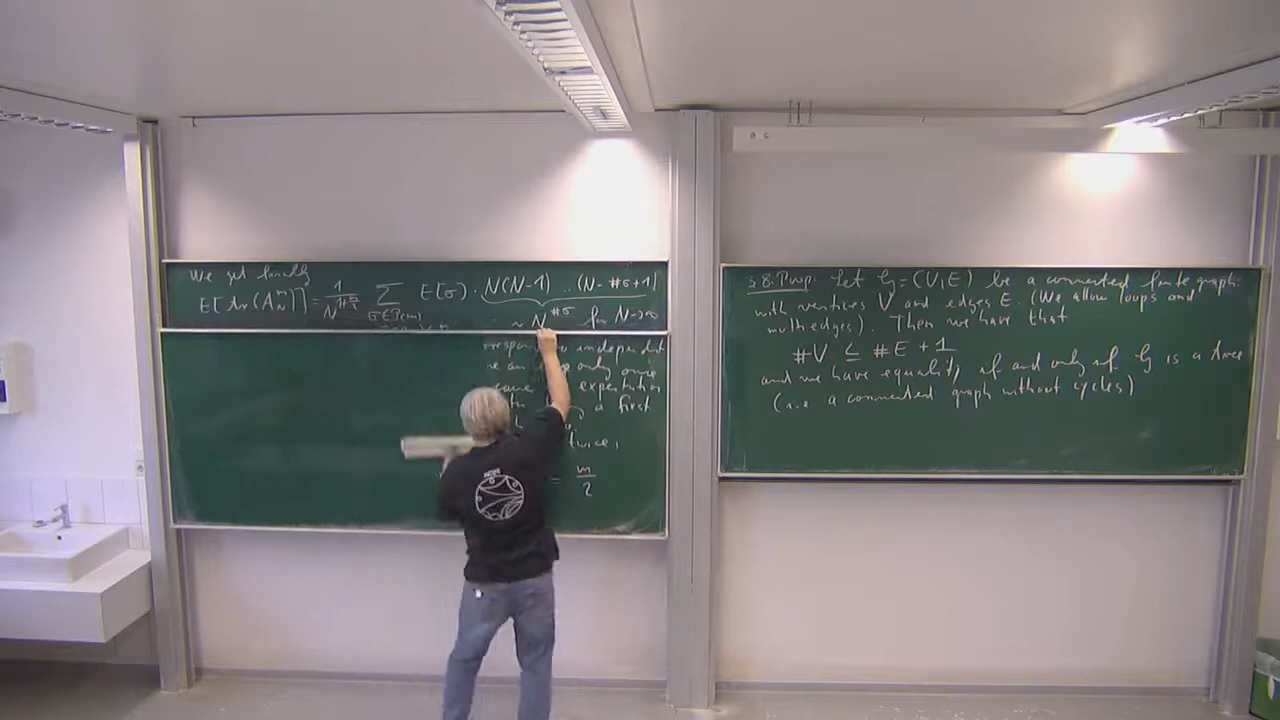 We get finally
E[tr(A_N^m)] = 1/N^{1+m/2} Σ_{σ∈P(m)} E[σ] · N(N-1) ... (N-#σ+1)
~ N^{#σ} for N→∞
independent
only once
expectation
a first
twice,
= m/2
3.8. Prop. Let G = (V,E) be a connected finite graph
with vertices V and edges E. (We allow loops and
multi edges). Then we have that
#V ≤ #E + 1
and we have equality if and only if G is a tree
(i.e. a connected graph without cycles)